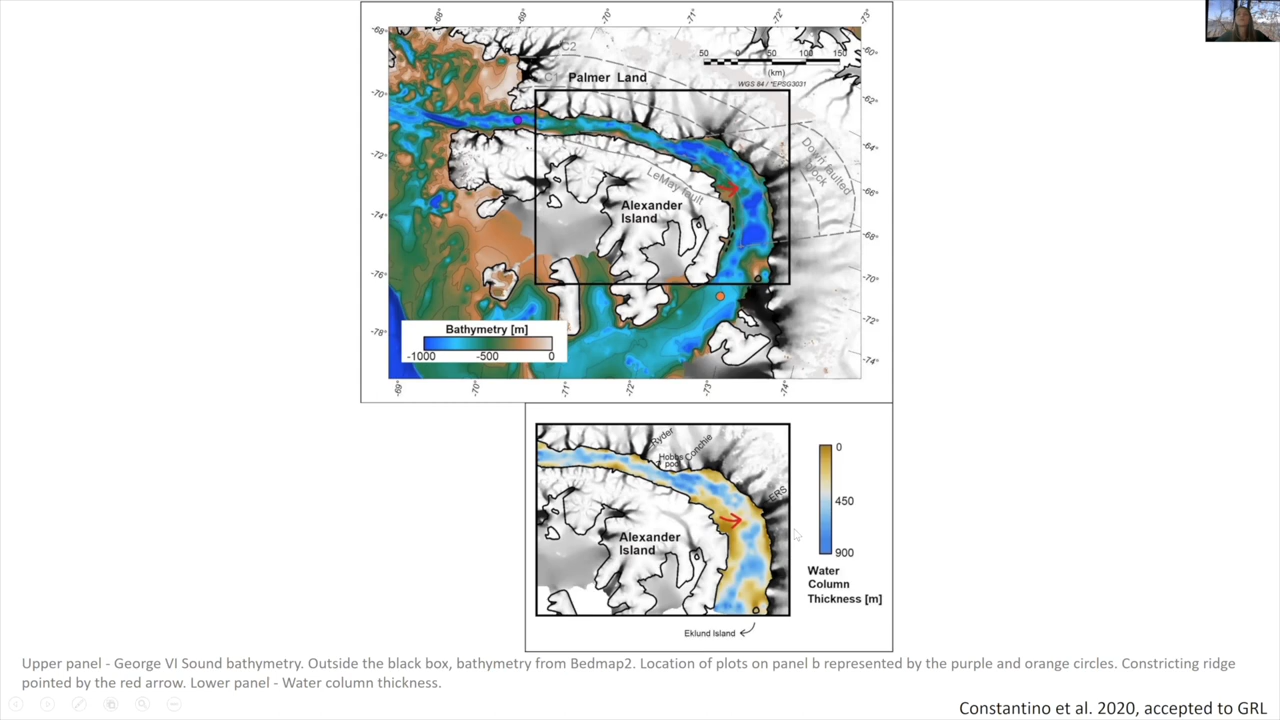 -68°
-69°
-70°
-71°
-72°
-73°
-68°
-60°
C2
50 0 50 100 150
(km)
WGS 84 / *EPSG3031
C1
Palmer Land
-70°
-62°
-72°
-64°
Down faulted
block
LeMay fault
-66°
Alexander
Island
-74°
-68°
-76°
-70°
-78°
-72°
Bathymetry [m]
-1000 -500 0
-74°
-69°
-70°
-71°
-72°
-73°
-74°
Ryder
Conchie
Hobbs
pool
ERS
Alexander
Island
0
450
900
Water
Column
Thickness [m]
Eklund Island
Upper panel - George VI Sound bathymetry. Outside the black box, bathymetry from Bedmap2. Location of plots on panel b represented by the purple and orange circles. Constricting ridge
pointed by the red arrow. Lower panel - Water column thickness.
Constantino et al. 2020, accepted to GRL